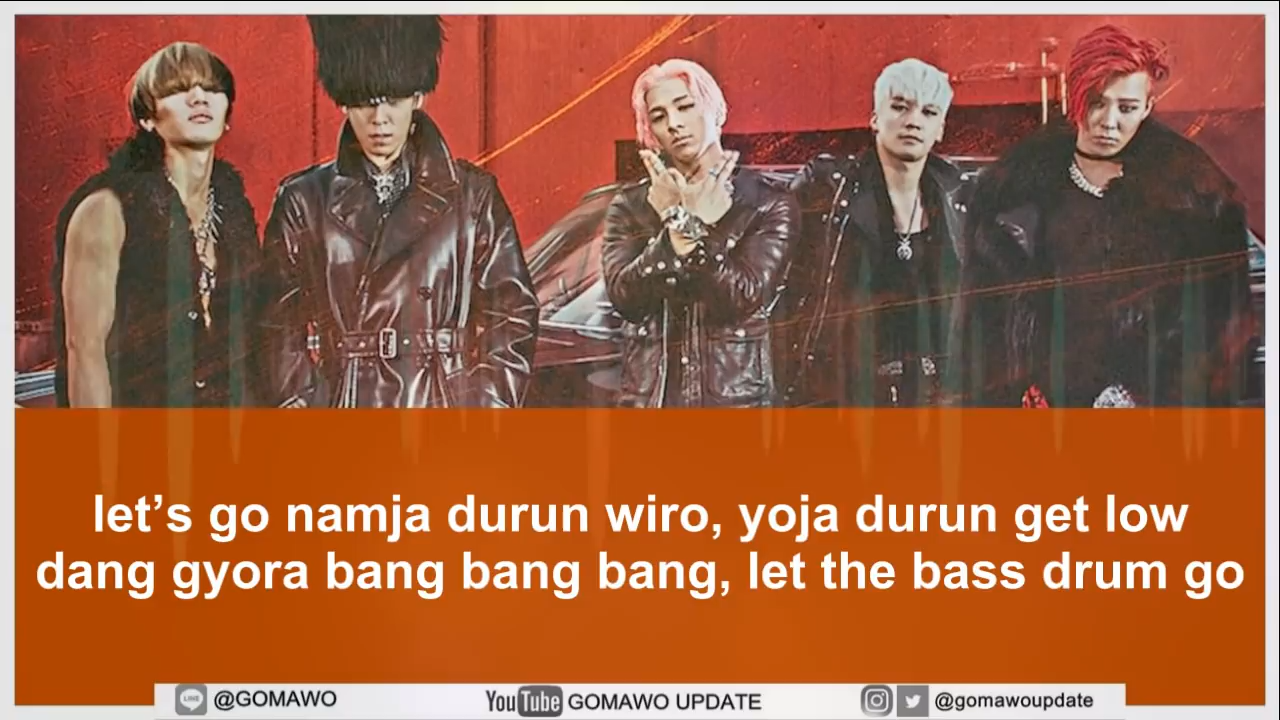 let’s go namja durun wiro, yoja durun get low
dang gyora bang bang bang, let the bass drum go
LINE @GOMAWO YouTube GOMAWO UPDATE @gomawoupdate